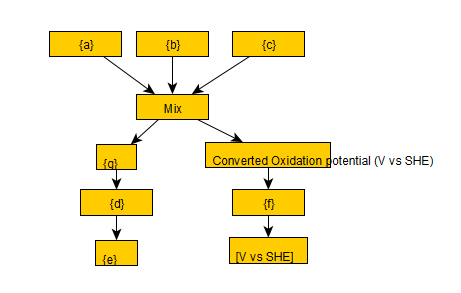 {a}
{b}
{c}
Mix
{g}
Converted Oxidation potential (V vs SHE)
{d}
{f}
{e}
[V vs SHE]